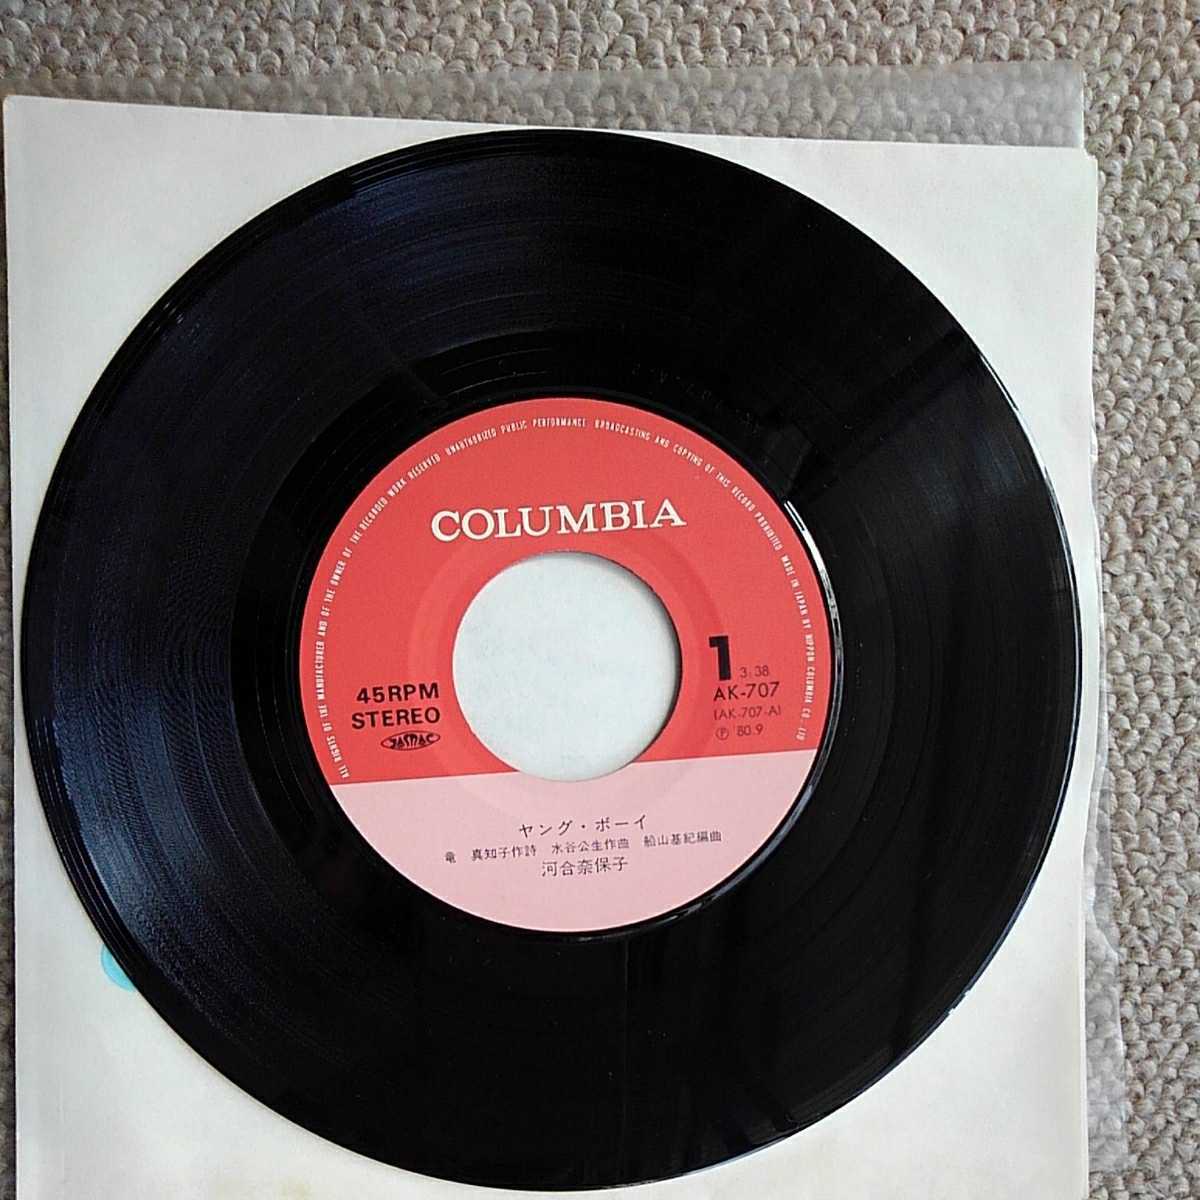 ALL RIGHTS OF THE MANUFACTURER AND OF THE OWNER OF THE RECORDED WORK RESERVED UNAUTHORIZED PUBLIC PERFORMANCE. BROADCASTING AND COPYING OF THIS RECORD PROHIBITED MADE IN JAPAN BY NIPPON COLUMBIA CO., LTD
COLUMBIA
45RPM
STEREO
JASRAC
1 3:38
AK-707
(AK-707-A)
Ⓟ '80.9
ヤング・ボーイ
竜 真知子作詩 水谷公生作曲 船山基紀編曲
河合奈保子